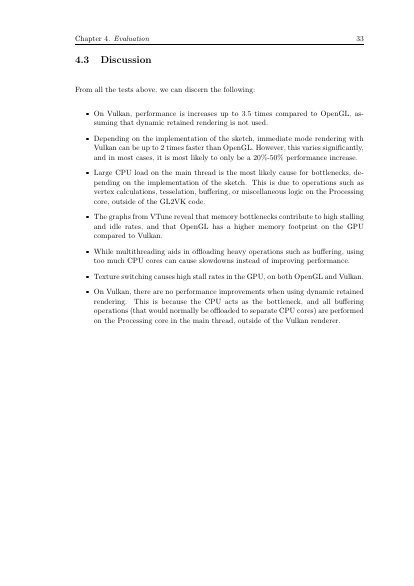 Chapter 4. Evaluation 33
4.3 Discussion
From all the tests above, we can discern the following:
• On Vulkan, performance is increases up to 3.5 times compared to OpenGL, as-
suming that dynamic retained rendering is not used.
• Depending on the implementation of the sketch, immediate mode rendering with
Vulkan can be up to 2 times faster than OpenGL. However, this varies significantly,
and in most cases, it is most likely to only be a 20%-50% performance increase.
• Large CPU load on the main thread is the most likely cause for bottlenecks, de-
pending on the implementation of the sketch. This is due to operations such as
vertex calculations, tesselation, buffering, or miscellaneous logic on the Processing
core, outside of the GL2VK code.
• The graphs from VTune reveal that memory bottlenecks contribute to high stalling
and idle rates, and that OpenGL has a higher memory footprint on the GPU
compared to Vulkan.
• While multithreading aids in offloading heavy operations such as buffering, using
too much CPU cores can cause slowdowns instead of improving performance.
• Texture switching causes high stall rates in the GPU, on both OpenGL and Vulkan.
• On Vulkan, there are no performance improvements when using dynamic retained
rendering. This is because the CPU acts as the bottleneck, and all buffering
operations (that would normally be offloaded to separate CPU cores) are performed
on the Processing core in the main thread, outside of the Vulkan renderer.